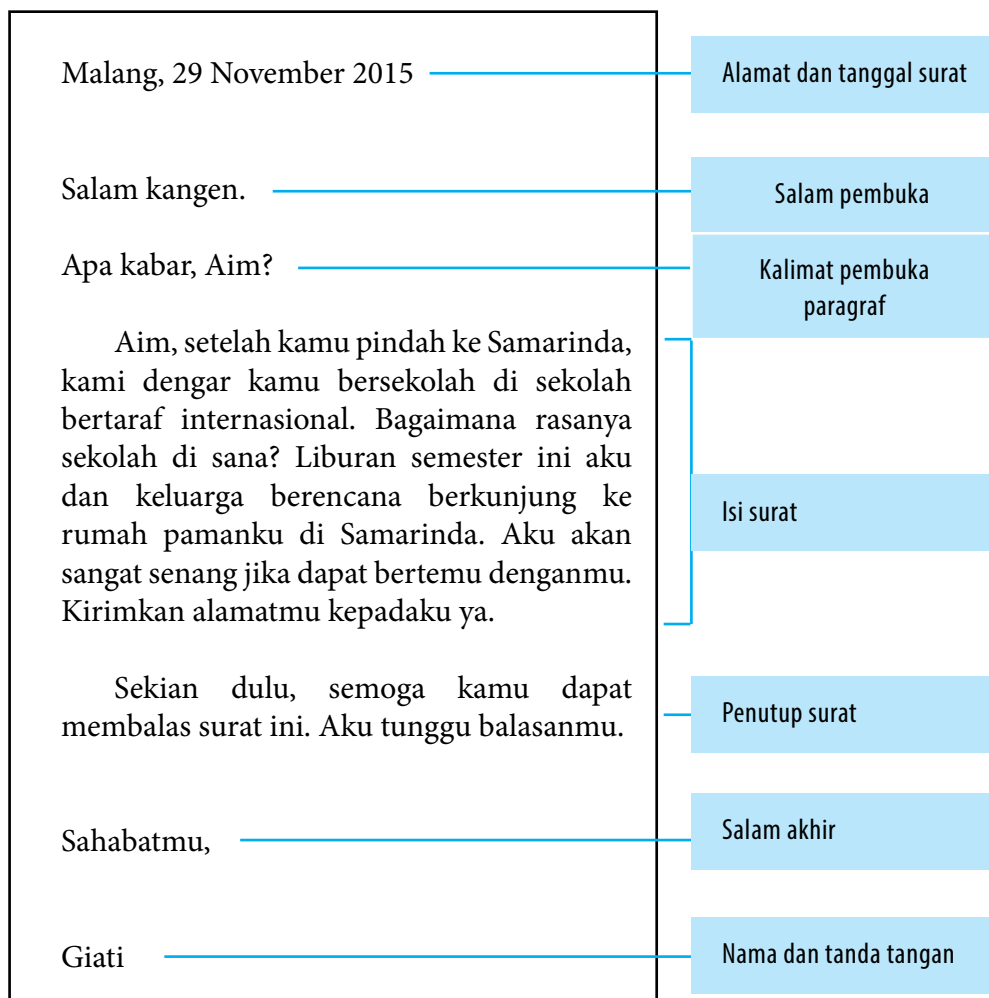 Malang, 29 November 2015
Alamat dan tanggal surat
Salam kangen.
Salam pembuka
Apa kabar, Aim?
Kalimat pembuka
paragraf
Aim, setelah kamu pindah ke Samarinda,
kami dengar kamu bersekolah di sekolah
bertaraf internasional. Bagaimana rasanya
sekolah di sana? Liburan semester ini aku
dan keluarga berencana berkunjung ke
rumah pamanku di Samarinda. Aku akan
sangat senang jika dapat bertemu denganmu.
Kirimkan alamatmu kepadaku ya.
Isi surat
Sekian dulu, semoga kamu dapat
membalas surat ini. Aku tunggu balasanmu.
Penutup surat
Sahabatmu,
Salam akhir
Giati
Nama dan tanda tangan